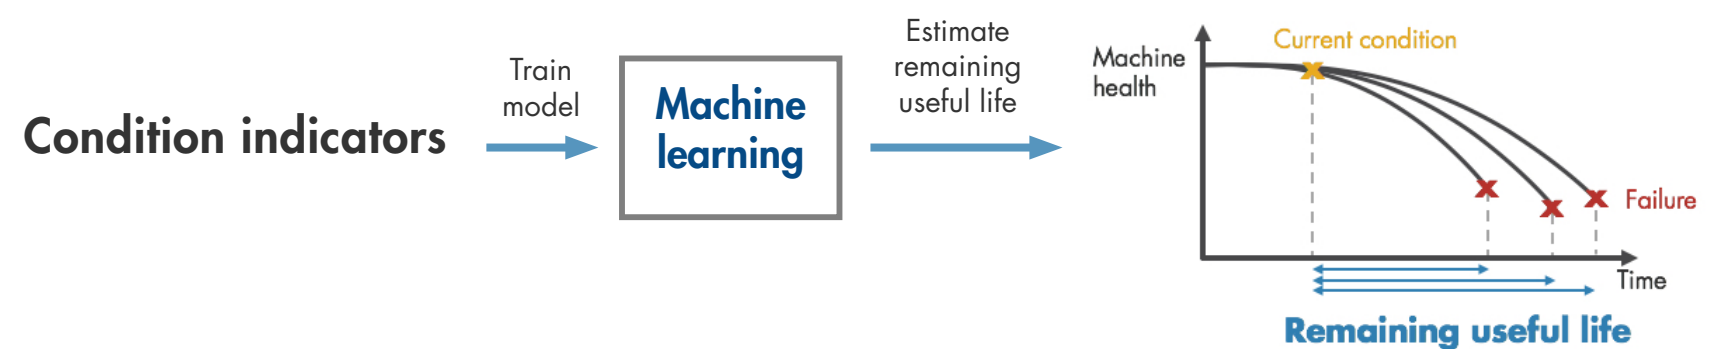 Condition indicators
Train
model
Machine
learning
Estimate
remaining
useful life
Machine
health
Current condition
Failure
Time
Remaining useful life